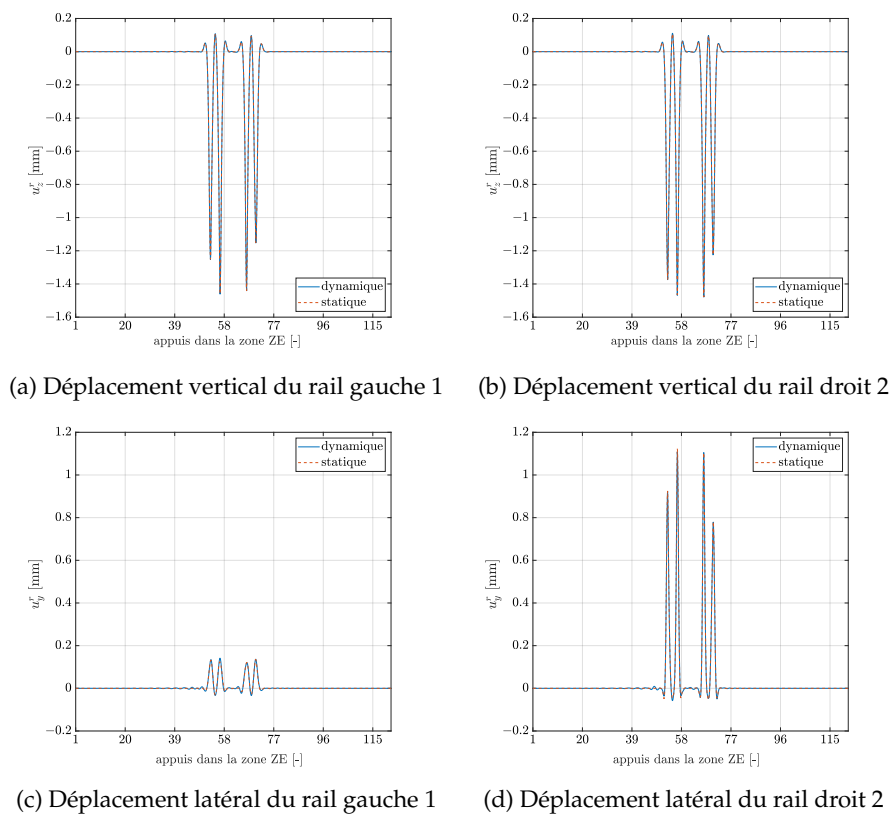 0.2
0
−0.2
−0.4
−0.6
−0.8
−1
−1.2
−1.4
−1.6
u_z^r [mm]
dynamique
statique
1 20 39 58 77 96 115
appuis dans la zone ZE [-]
(a) Déplacement vertical du rail gauche 1
0.2
0
−0.2
−0.4
−0.6
−0.8
−1
−1.2
−1.4
−1.6
u_z^r [mm]
dynamique
statique
1 20 39 58 77 96 115
appuis dans la zone ZE [-]
(b) Déplacement vertical du rail droit 2
1.2
1
0.8
0.6
0.4
0.2
0
−0.2
u_y^r [mm]
dynamique
statique
1 20 39 58 77 96 115
appuis dans la zone ZE [-]
(c) Déplacement latéral du rail gauche 1
1.2
1
0.8
0.6
0.4
0.2
0
−0.2
u_y^r [mm]
dynamique
statique
1 20 39 58 77 96 115
appuis dans la zone ZE [-]
(d) Déplacement latéral du rail droit 2